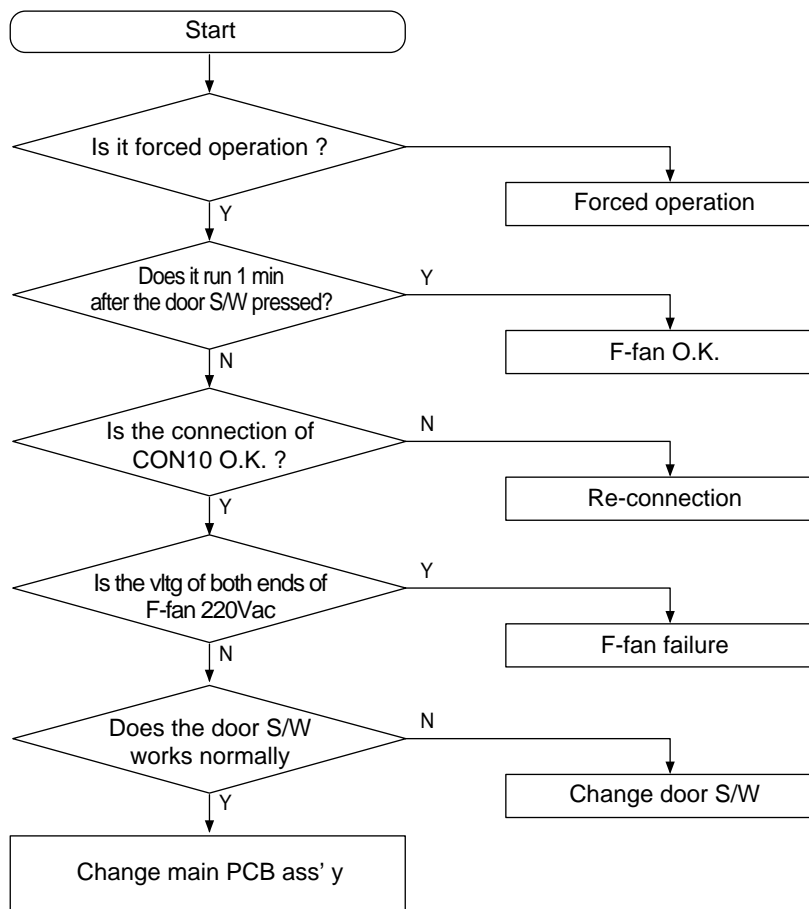 Start
Is it forced operation ?
Forced operation
Y
Does it run 1 min
after the door S/W pressed?
Y
F-fan O.K.
N
Is the connection of
CON10 O.K. ?
N
Re-connection
Y
Is the vltg of both ends of
F-fan 220Vac
Y
F-fan failure
N
Does the door S/W
works normally
N
Change door S/W
Y
Change main PCB ass' y